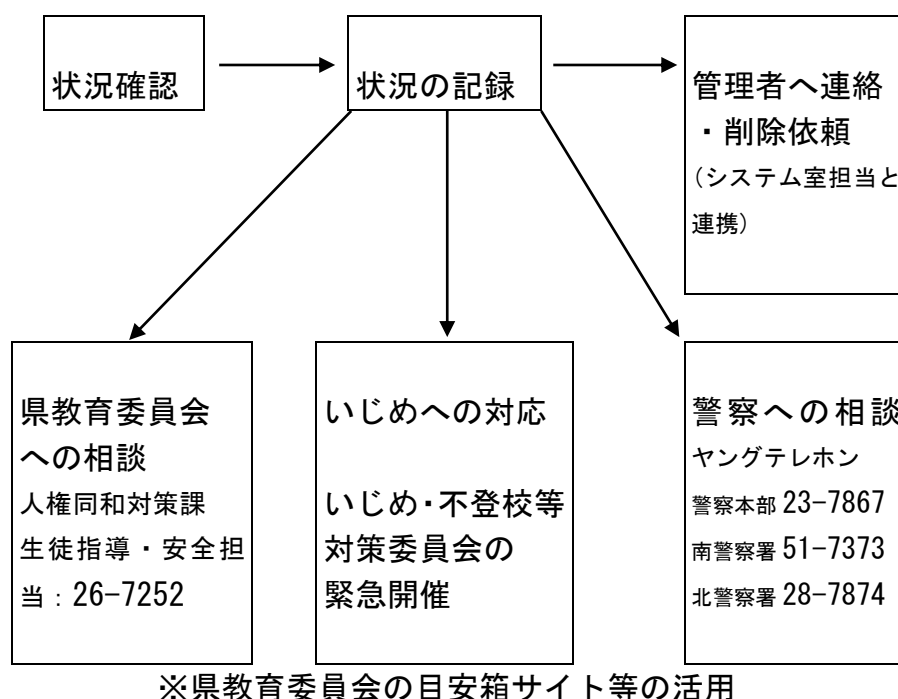 状況確認
状況の記録
管理者へ連絡
・削除依頼
（システム室担当と
連携）
県教育委員会
への相談
人権同和対策課
生徒指導・安全担
当：26-7252
いじめへの対応
いじめ・不登校等
対策委員会の
緊急開催
警察への相談
ヤングテレホン
警察本部 23-7867
南警察署 51-7373
北警察署 28-7874
※県教育委員会の目安箱サイト等の活用